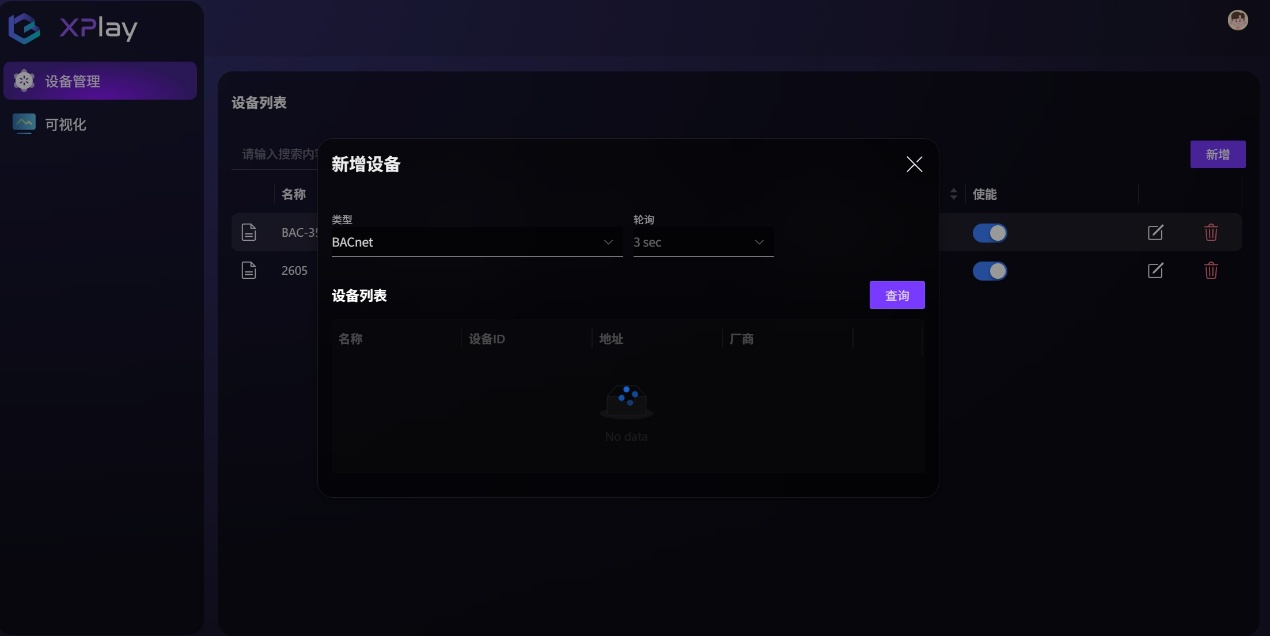 XPlay
设备管理
可视化
设备列表
请输入搜索内
新增
名称
使能
BAC-35
2605
新增设备
类型
轮询
BACnet
3 sec
设备列表
查询
名称
设备ID
地址
厂商
No data